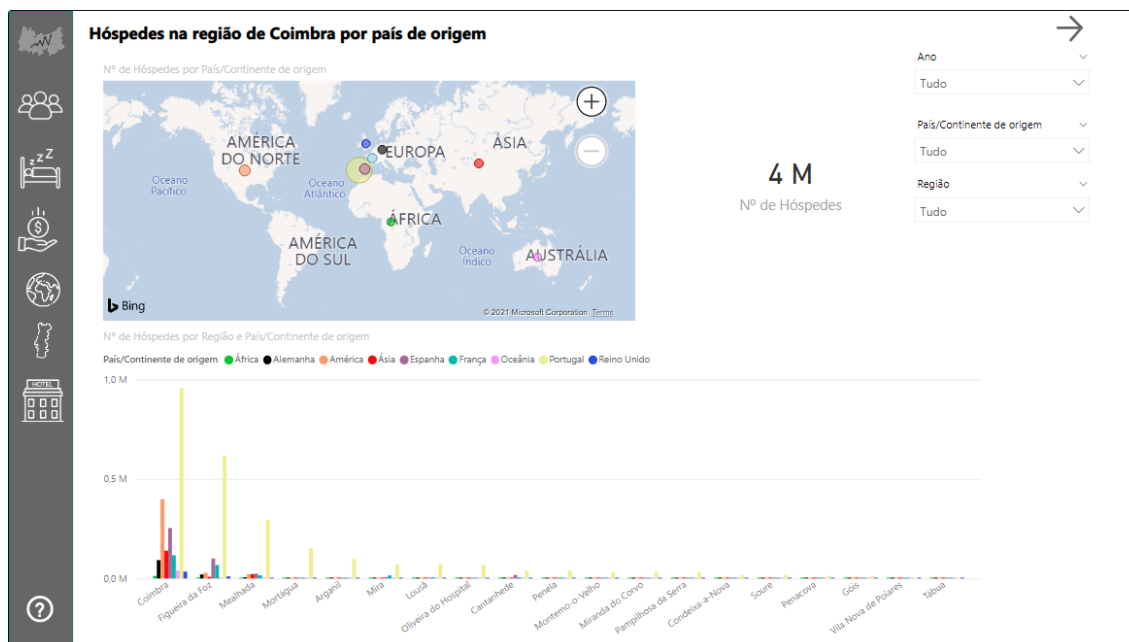 Hóspedes na região de Coimbra por país de origem
Nº de Hóspedes por País/Continente de origem
AMÉRICA
DO NORTE
EUROPA
ÁSIA
Oceano
Pacífico
Oceano
Atlântico
ÁFRICA
AMÉRICA
DO SUL
Oceano
Índico
AUSTRÁLIA
Bing
© 2021 Microsoft Corporation Terms
4 M
Nº de Hóspedes
Ano
Tudo
País/Continente de origem
Tudo
Região
Tudo
Nº de Hóspedes por Região e País/Continente de origem
País/Continente de origem África Alemanha América Ásia Espanha França Oceânia Portugal Reino Unido
1,0 M
0,5 M
0,0 M
Coimbra
Figueira da Foz
Mealhada
Mortágua
Arganil
Mira
Lousã
Oliveira do Hospital
Cantanhede
Penela
Montemor-o-Velho
Miranda do Corvo
Pampilhosa da Serra
Condeixa-a-Nova
Soure
Penacova
Góis
Vila Nova de Poiares
Tábua
HOTEL
zzZ
$
?